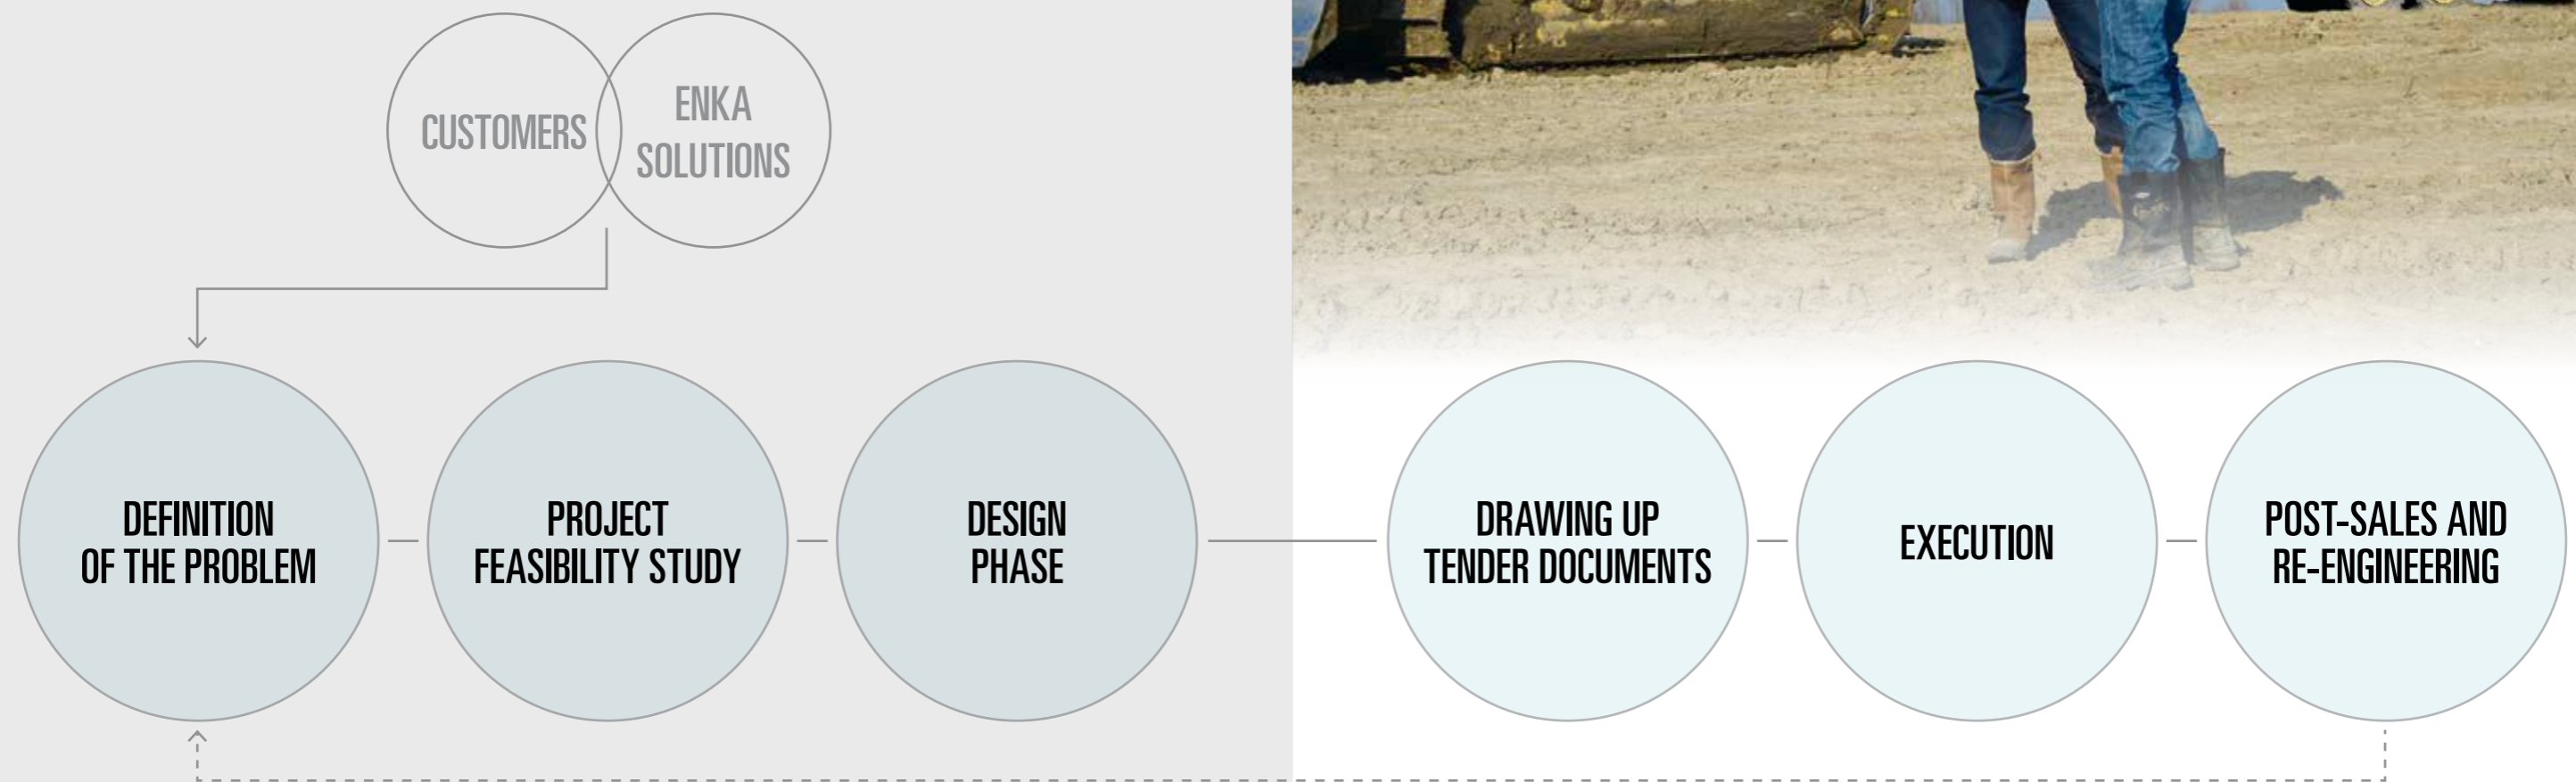 CUSTOMERS
ENKA
SOLUTIONS
DEFINITION
OF THE PROBLEM
PROJECT
FEASIBILITY STUDY
DESIGN
PHASE
DRAWING UP
TENDER DOCUMENTS
EXECUTION
POST-SALES AND
RE-ENGINEERING